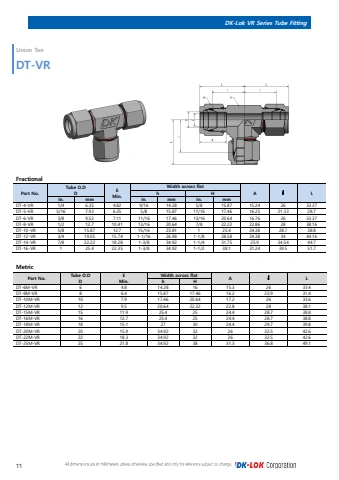 DK-Lok VR Series Tube Fitting
Union Tee
DT-VR
Fractional
Part No. Tube O.D D E Min. Width across flat A ℓ L
h H
In. mm In. mm In. mm
DT-4-VR 1/4 6.35 4.82 9/16 14.28 5/8 15.87 15.24 26 33.37
DT-5-VR 5/16 7.93 6.35 5/8 15.87 11/16 17.46 16.25 21.33 28.7
DT-6-VR 3/8 9.52 7.11 11/16 17.46 13/16 20.64 16.76 26 33.37
DT-8-VR 1/2 12.7 10.41 13/16 20.64 7/8 22.22 22.86 28 38.16
DT-10-VR 5/8 15.87 12.7 15/16 23.81 1 25.4 24.38 28.7 38.8
DT-12-VR 3/4 19.05 15.74 1-1/16 26.98 1-1/8 28.58 24.38 34 44.16
DT-14-VR 7/8 22.22 18.28 1-3/8 34.92 1-1/4 31.75 25.9 34.54 44.7
DT-16-VR 1 25.4 22.35 1-3/8 34.92 1-1/2 38.1 31.24 39.5 51.7
Metric
Part No. Tube O.D D E Min. Width across flat A ℓ L
h H
DT-6M-VR 6 4.8 14.28 16 15.3 26 33.4
DT-8M-VR 8 6.4 15.87 17.46 16.2 23.9 31.4
DT-10M-VR 10 7.9 17.46 20.64 17.2 26 33.6
DT-12M-VR 12 9.5 20.64 22.22 22.8 28 38.1
DT-15M-VR 15 11.9 25.4 25 24.4 28.7 38.8
DT-16M-VR 16 12.7 25.4 25 24.4 28.7 38.8
DT-18M-VR 18 15.1 27 30 24.4 29.7 39.8
DT-20M-VR 20 15.9 34.92 32 26 32.5 42.6
DT-22M-VR 22 18.3 34.92 32 26 32.5 42.6
DT-25M-VR 25 21.8 34.92 38 31.3 36.8 49.1
11
All dimensions are in millimeters unless otherwise specified and only for reference subject to change.
DK-LOK Corporation